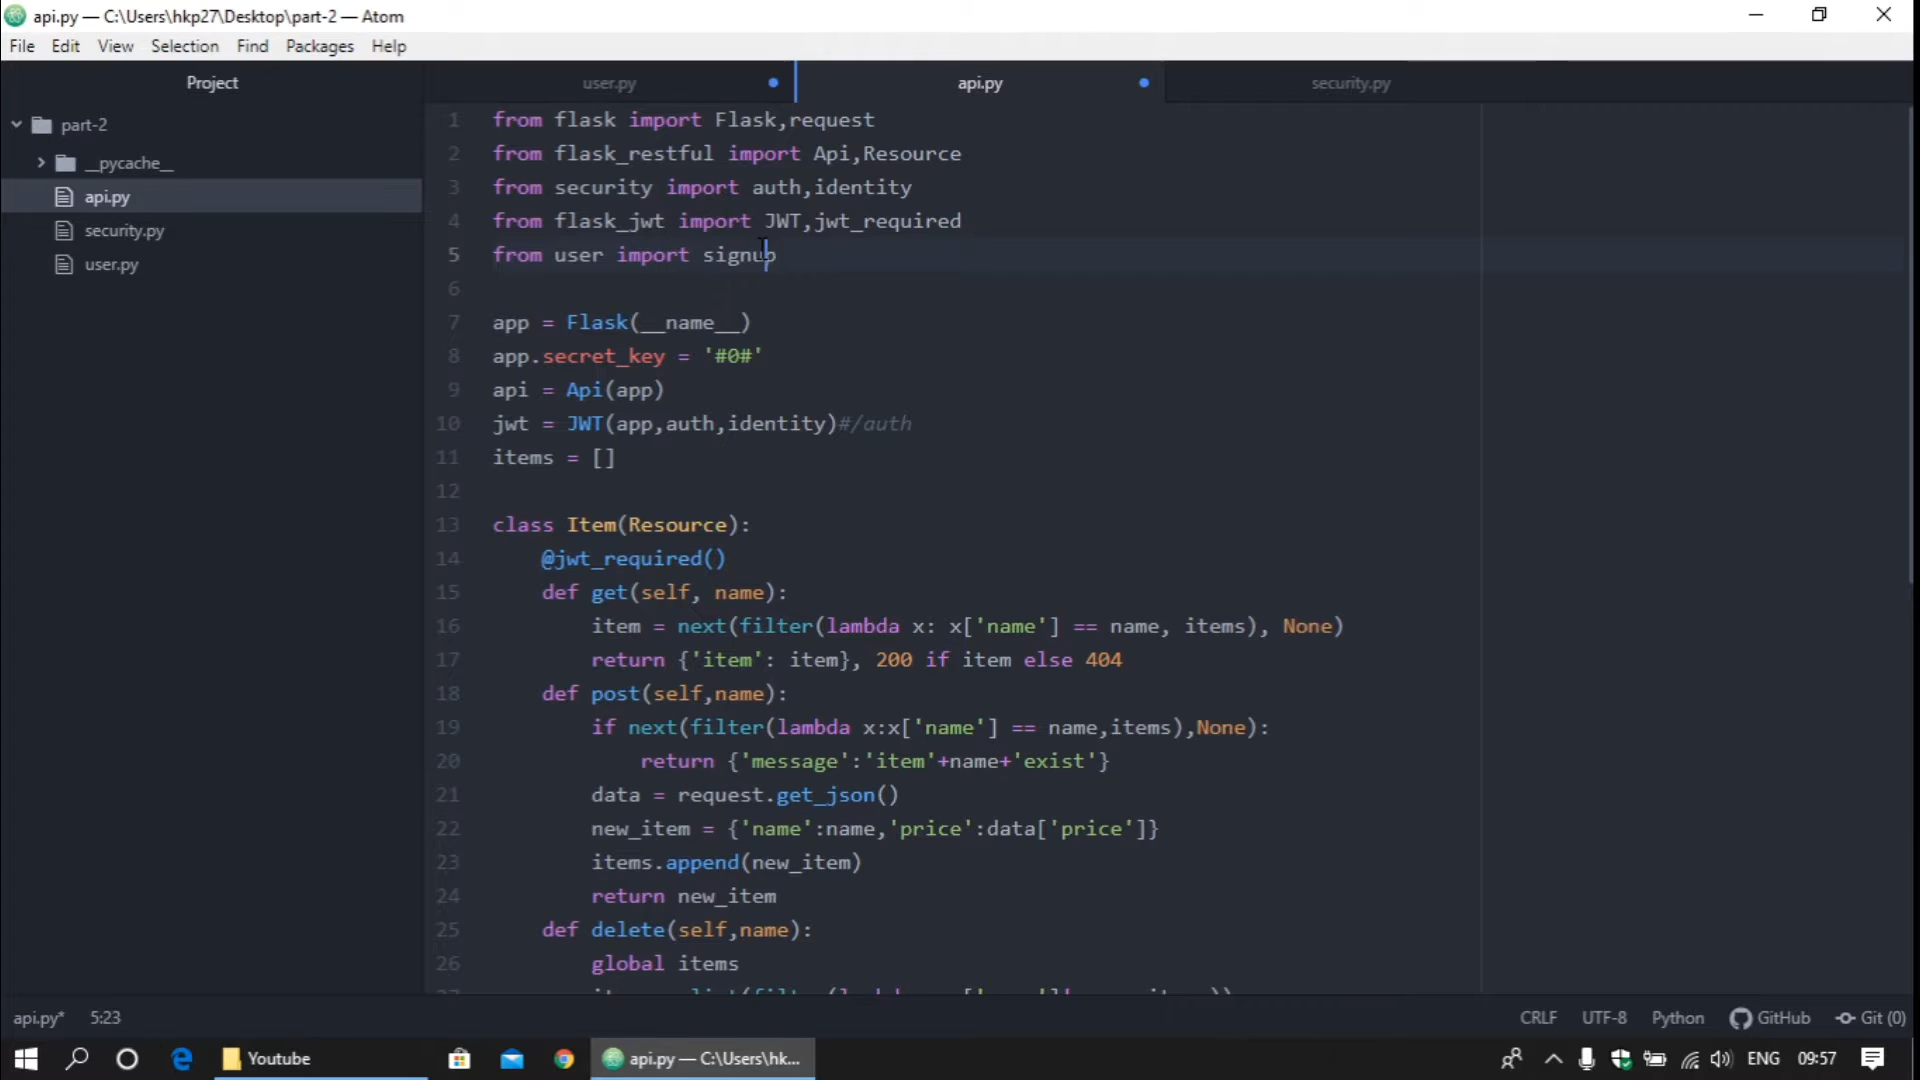 api.py — C:\Users\hkp27\Desktop\part-2 — Atom
File Edit View Selection Find Packages Help
Project
user.py
api.py
security.py
part-2
__pycache__
api.py
security.py
user.py
1 from flask import Flask,request
2 from flask_restful import Api,Resource
3 from security import auth,identity
4 from flask_jwt import JWT,jwt_required
5 from user import signup
6
7 app = Flask(__name__)
8 app.secret_key = '#0#'
9 api = Api(app)
10 jwt = JWT(app,auth,identity)#/auth
11 items = []
12
13 class Item(Resource):
14 @jwt_required()
15 def get(self, name):
16 item = next(filter(lambda x: x['name'] == name, items), None)
17 return {'item': item}, 200 if item else 404
18 def post(self,name):
19 if next(filter(lambda x:x['name'] == name,items),None):
20 return {'message':'item'+name+'exist'}
21 data = request.get_json()
22 new_item = {'name':name,'price':data['price']}
23 items.append(new_item)
24 return new_item
25 def delete(self,name):
26 global items
api.py* 5:23
CRLF UTF-8 Python GitHub Git (0)
Youtube
api.py — C:\Users\hk...
ENG 09:57